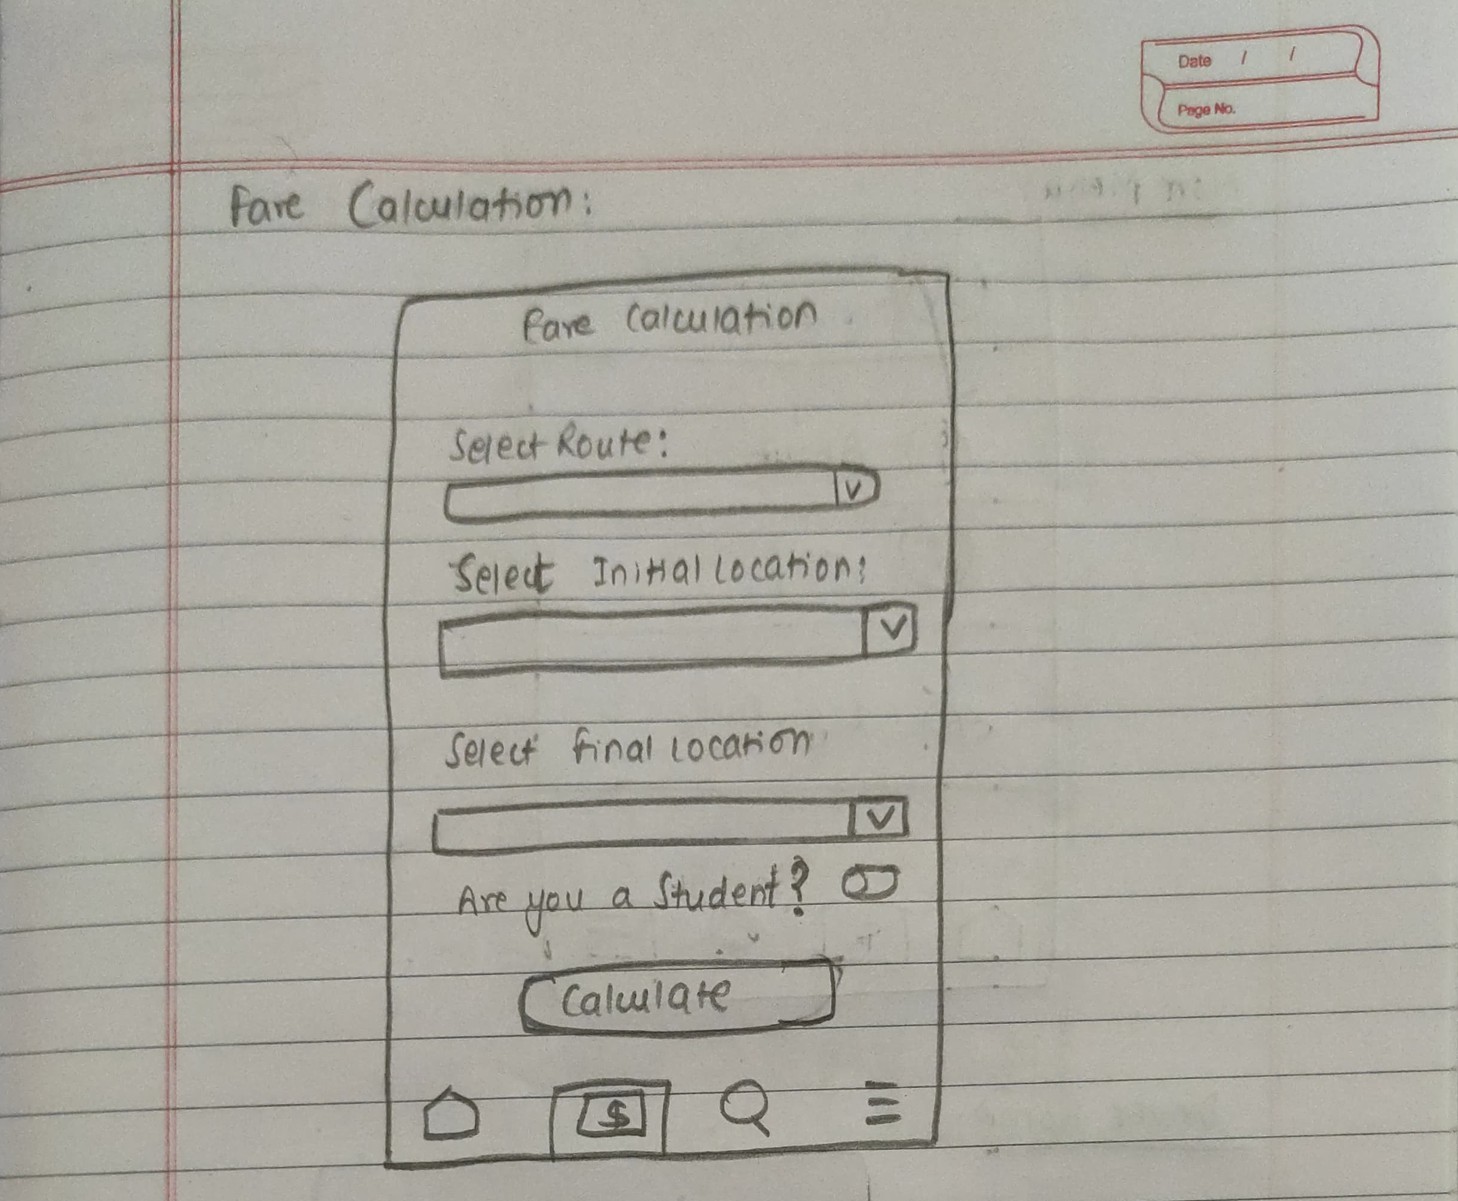 Date / /
Page No.
Fare Calculation:
Fare Calculation
Select Route:
Select Initial Location:
Select Final Location
Are you a Student?
Calculate
$